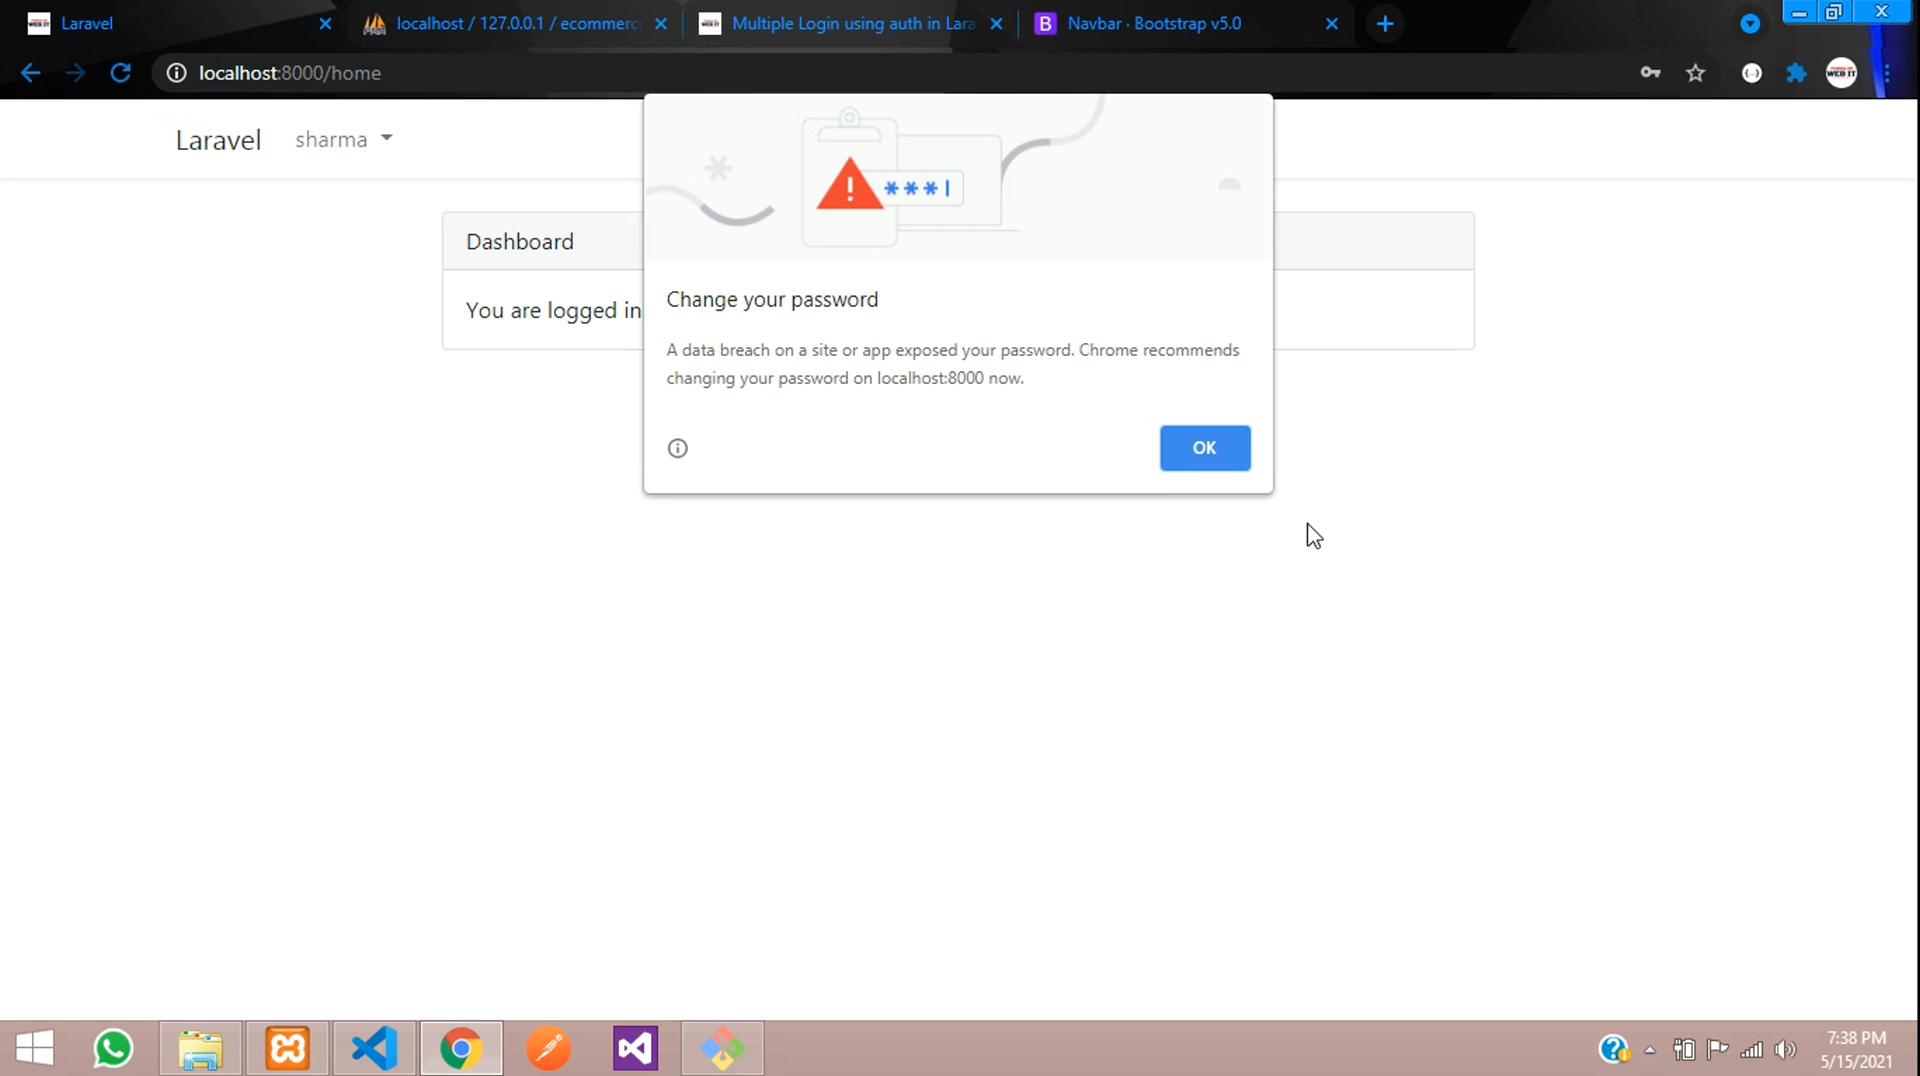 Laravel
localhost / 127.0.0.1 / ecommerc
Multiple Login using auth in Lara
Navbar · Bootstrap v5.0
localhost:8000/home
Laravel
sharma
Dashboard
You are logged in
***|
Change your password
A data breach on a site or app exposed your password. Chrome recommends
changing your password on localhost:8000 now.
OK
7:38 PM
5/15/2021